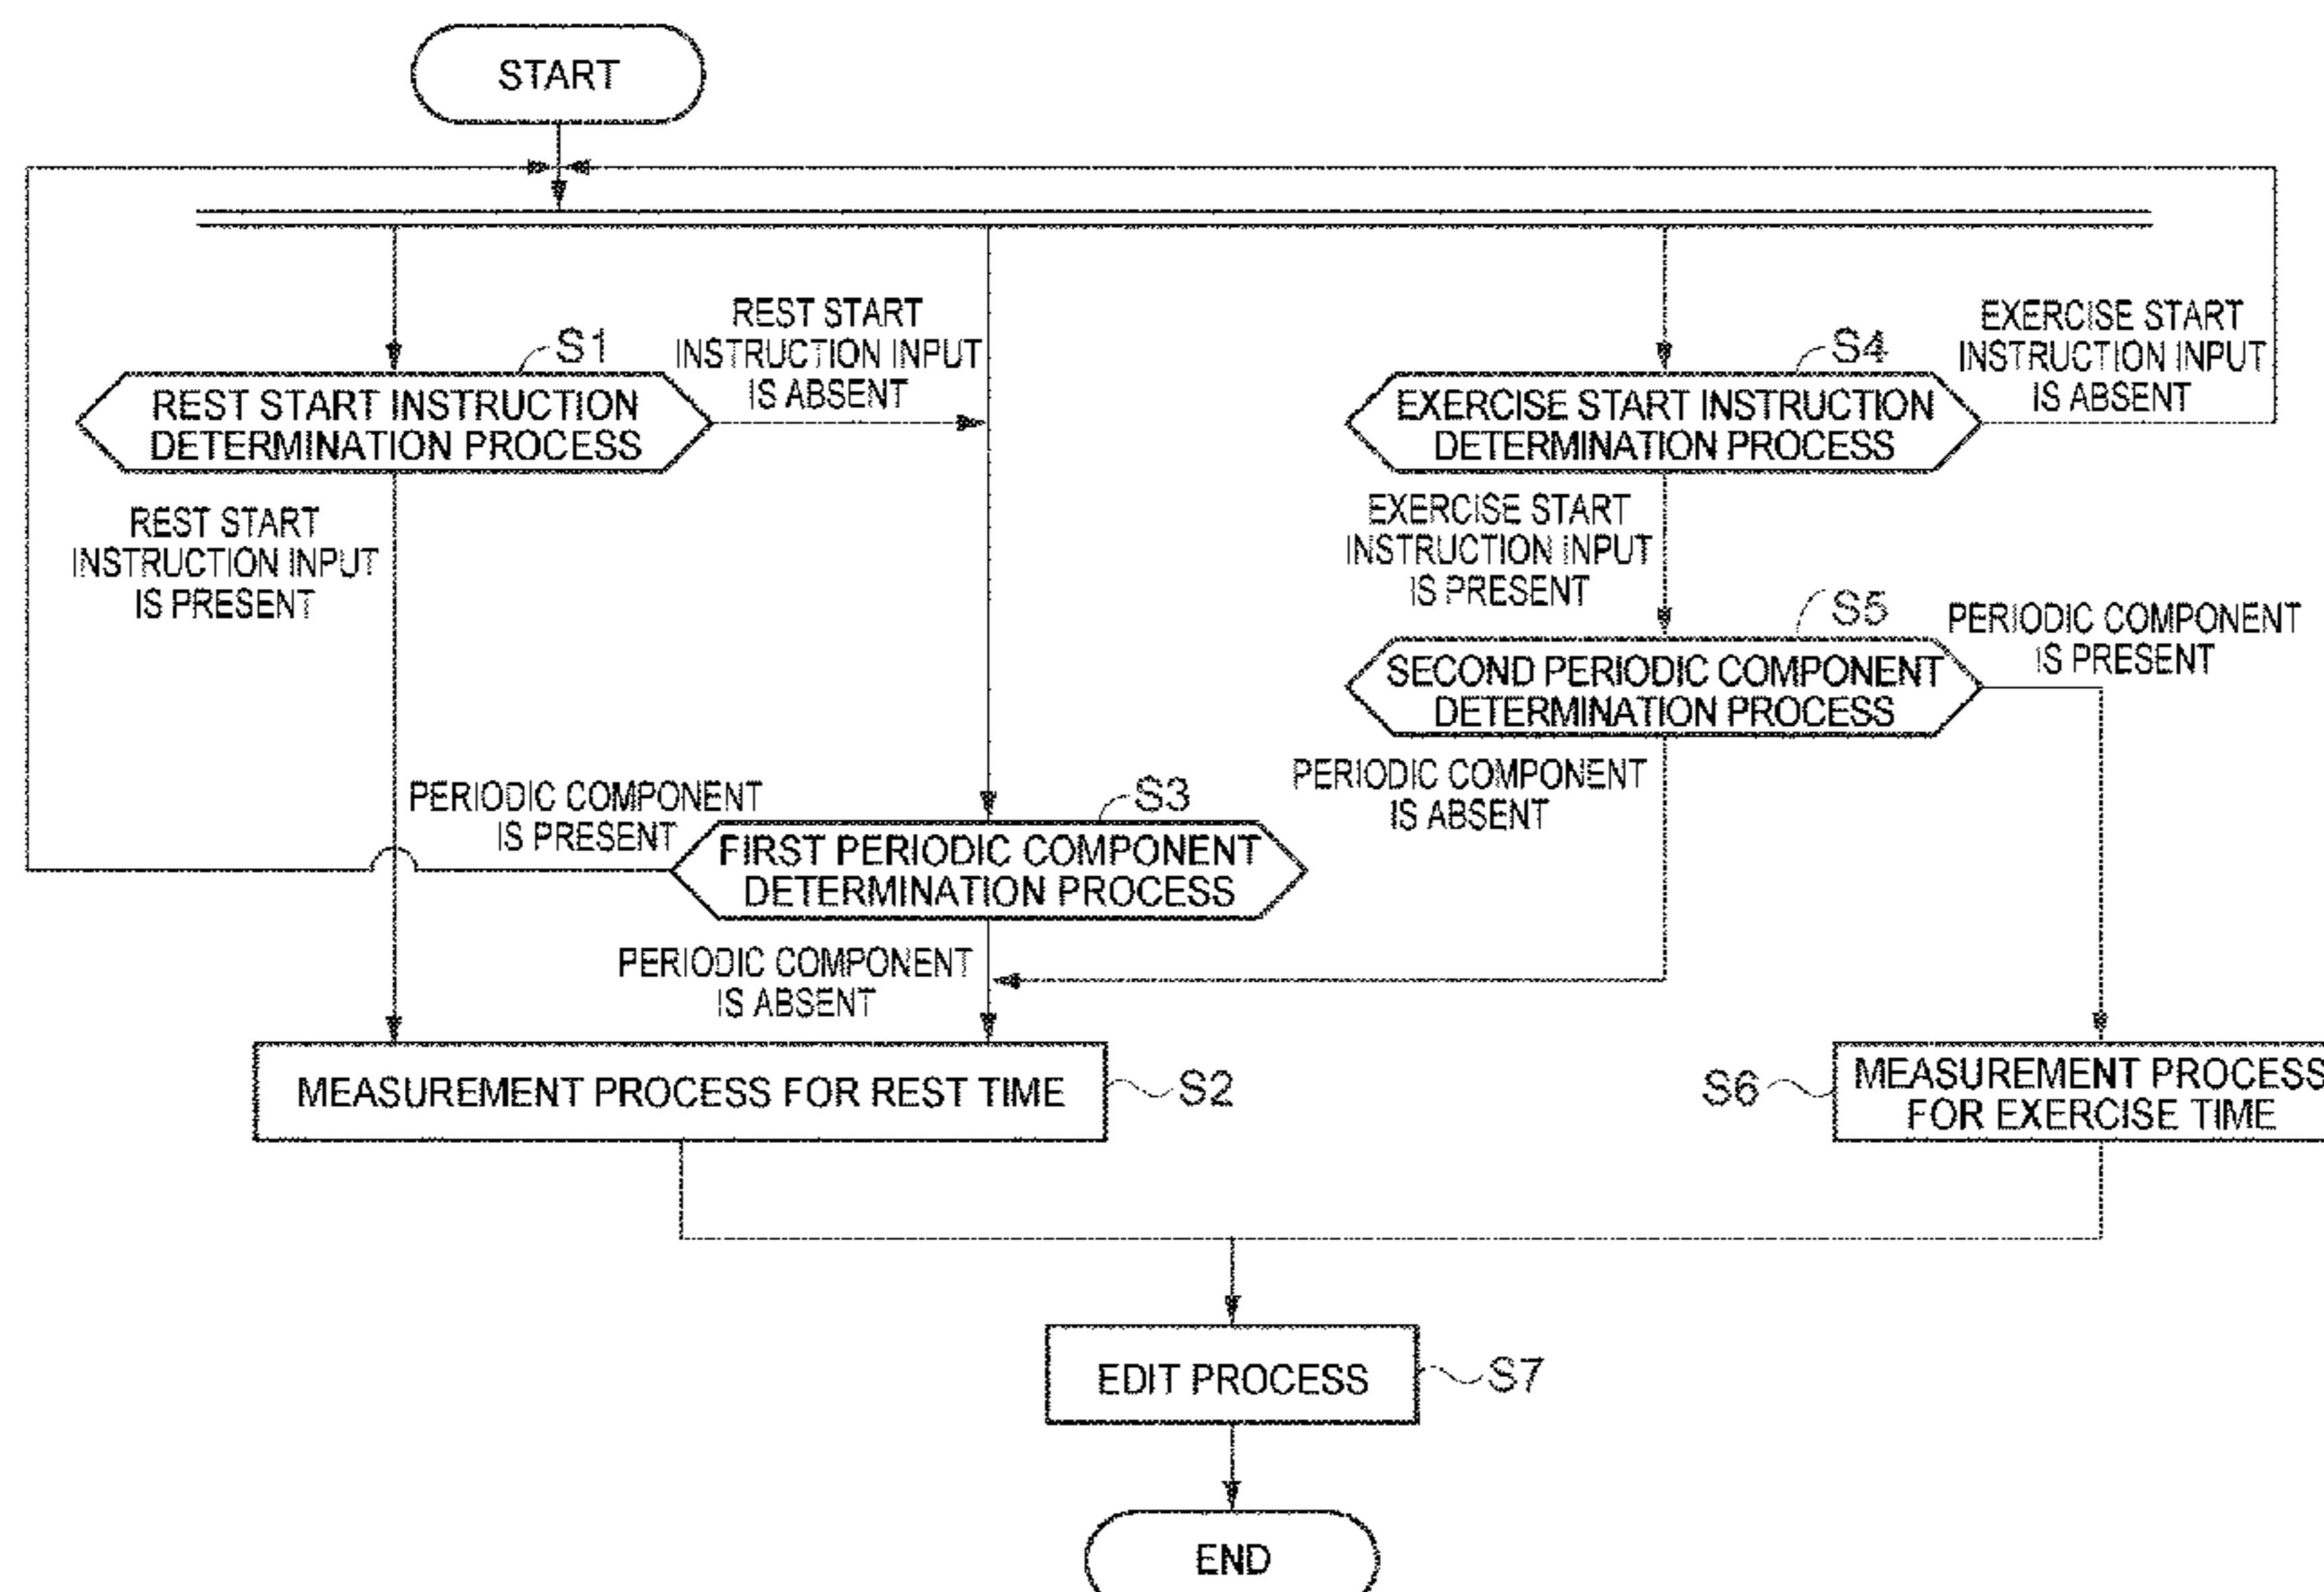 START
REST START
INSTRUCTION INPUT
IS ABSENT
S1
REST START INSTRUCTION
DETERMINATION PROCESS
EXERCISE START
INSTRUCTION INPUT
IS ABSENT
S4
EXERCISE START INSTRUCTION
DETERMINATION PROCESS
REST START
INSTRUCTION INPUT
IS PRESENT
EXERCISE START
INSTRUCTION INPUT
IS PRESENT
S5
SECOND PERIODIC COMPONENT
DETERMINATION PROCESS
PERIODIC COMPONENT
IS PRESENT
PERIODIC COMPONENT
IS ABSENT
PERIODIC COMPONENT
IS PRESENT
S3
FIRST PERIODIC COMPONENT
DETERMINATION PROCESS
PERIODIC COMPONENT
IS ABSENT
MEASUREMENT PROCESS FOR REST TIME
S2
S6
MEASUREMENT PROCESS
FOR EXERCISE TIME
EDIT PROCESS
S7
END